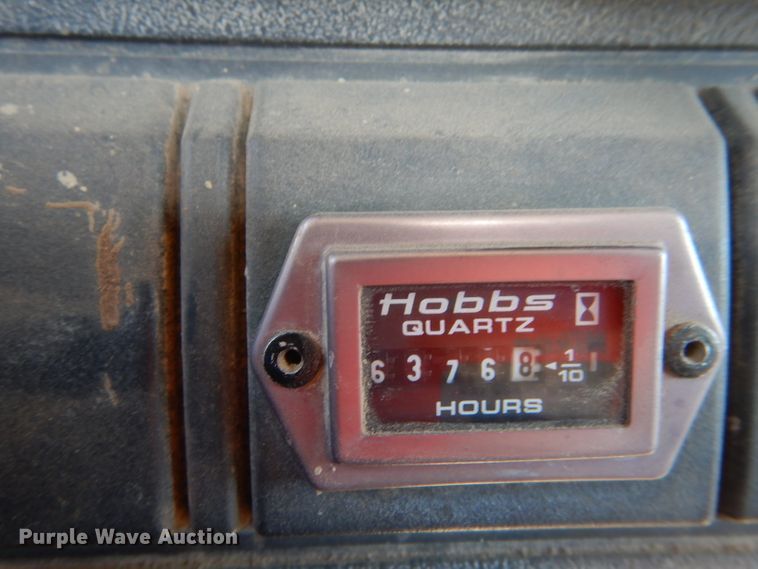 Hobbs
QUARTZ
6 3 7 6 8 ◄ 1/10
HOURS
Purple Wave Auction